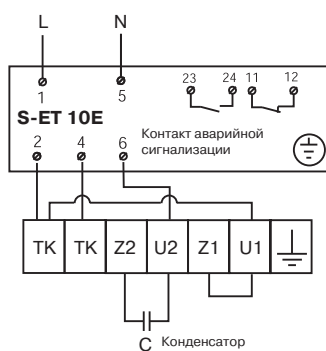 L N
1 5 23 24 11 12
S-ET 10E
2 4 6
Контакт аварийной
сигнализации
TK TK Z2 U2 Z1 U1
C Конденсатор